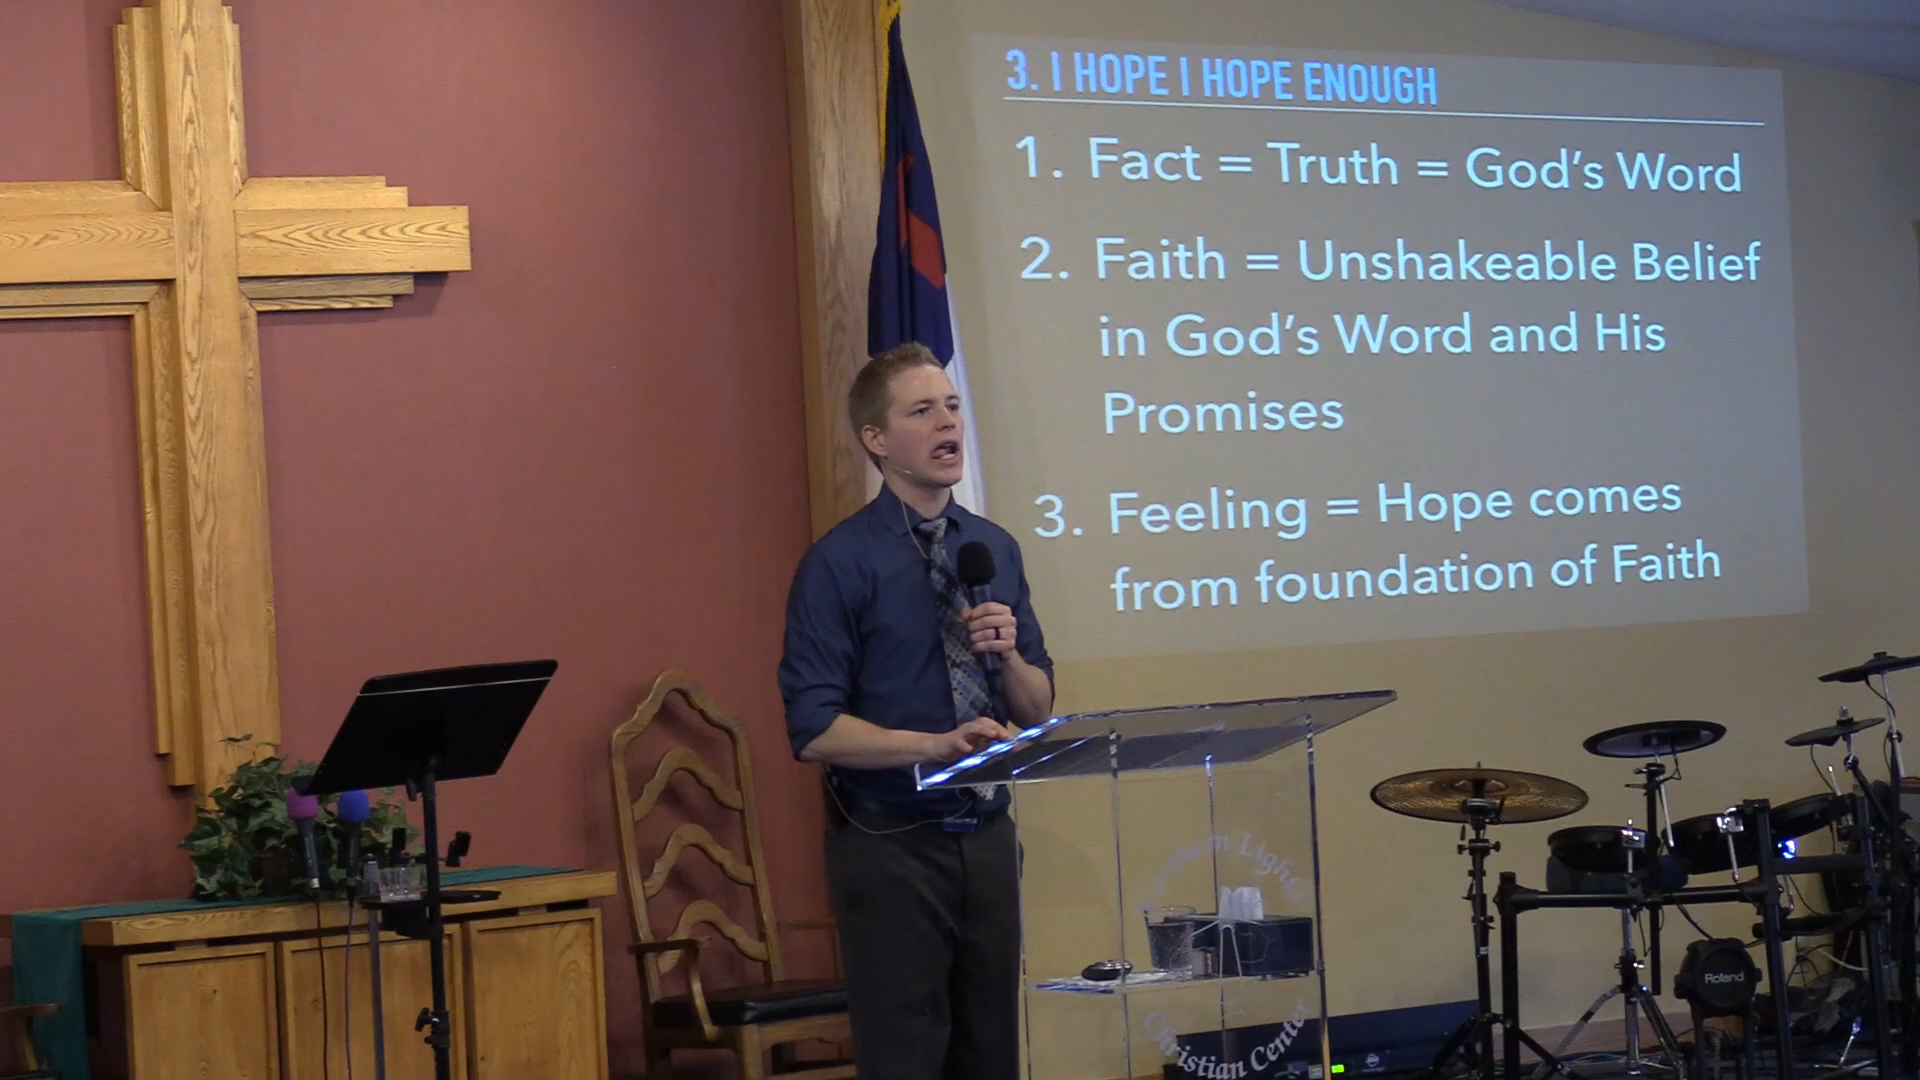 3. I HOPE I HOPE ENOUGH
1. Fact = Truth = God's Word
2. Faith = Unshakeable Belief
in God's Word and His
Promises
3. Feeling = Hope comes
from foundation of Faith
Light
Christian Center
Roland